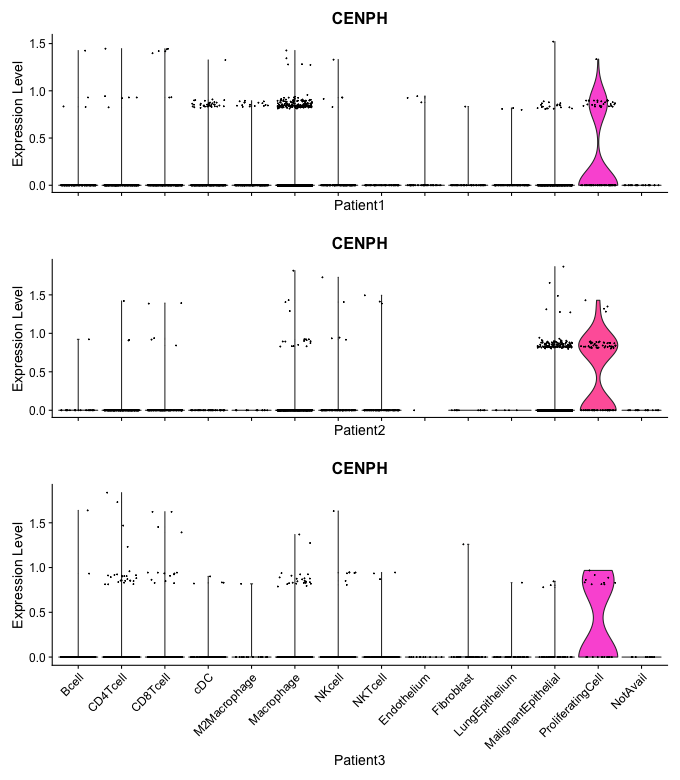 CENPH
Expression Level
1.5
1.0
0.5
0.0
Patient1
CENPH
Expression Level
1.5
1.0
0.5
0.0
Patient2
CENPH
Expression Level
1.5
1.0
0.5
0.0
Bcell
CD4Tcell
CD8Tcell
cDC
M2Macrophage
Macrophage
NKcell
NKTcell
Endothelium
Fibroblast
LungEpithelium
MalignantEpithelial
ProliferatingCell
NotAvail
Patient3